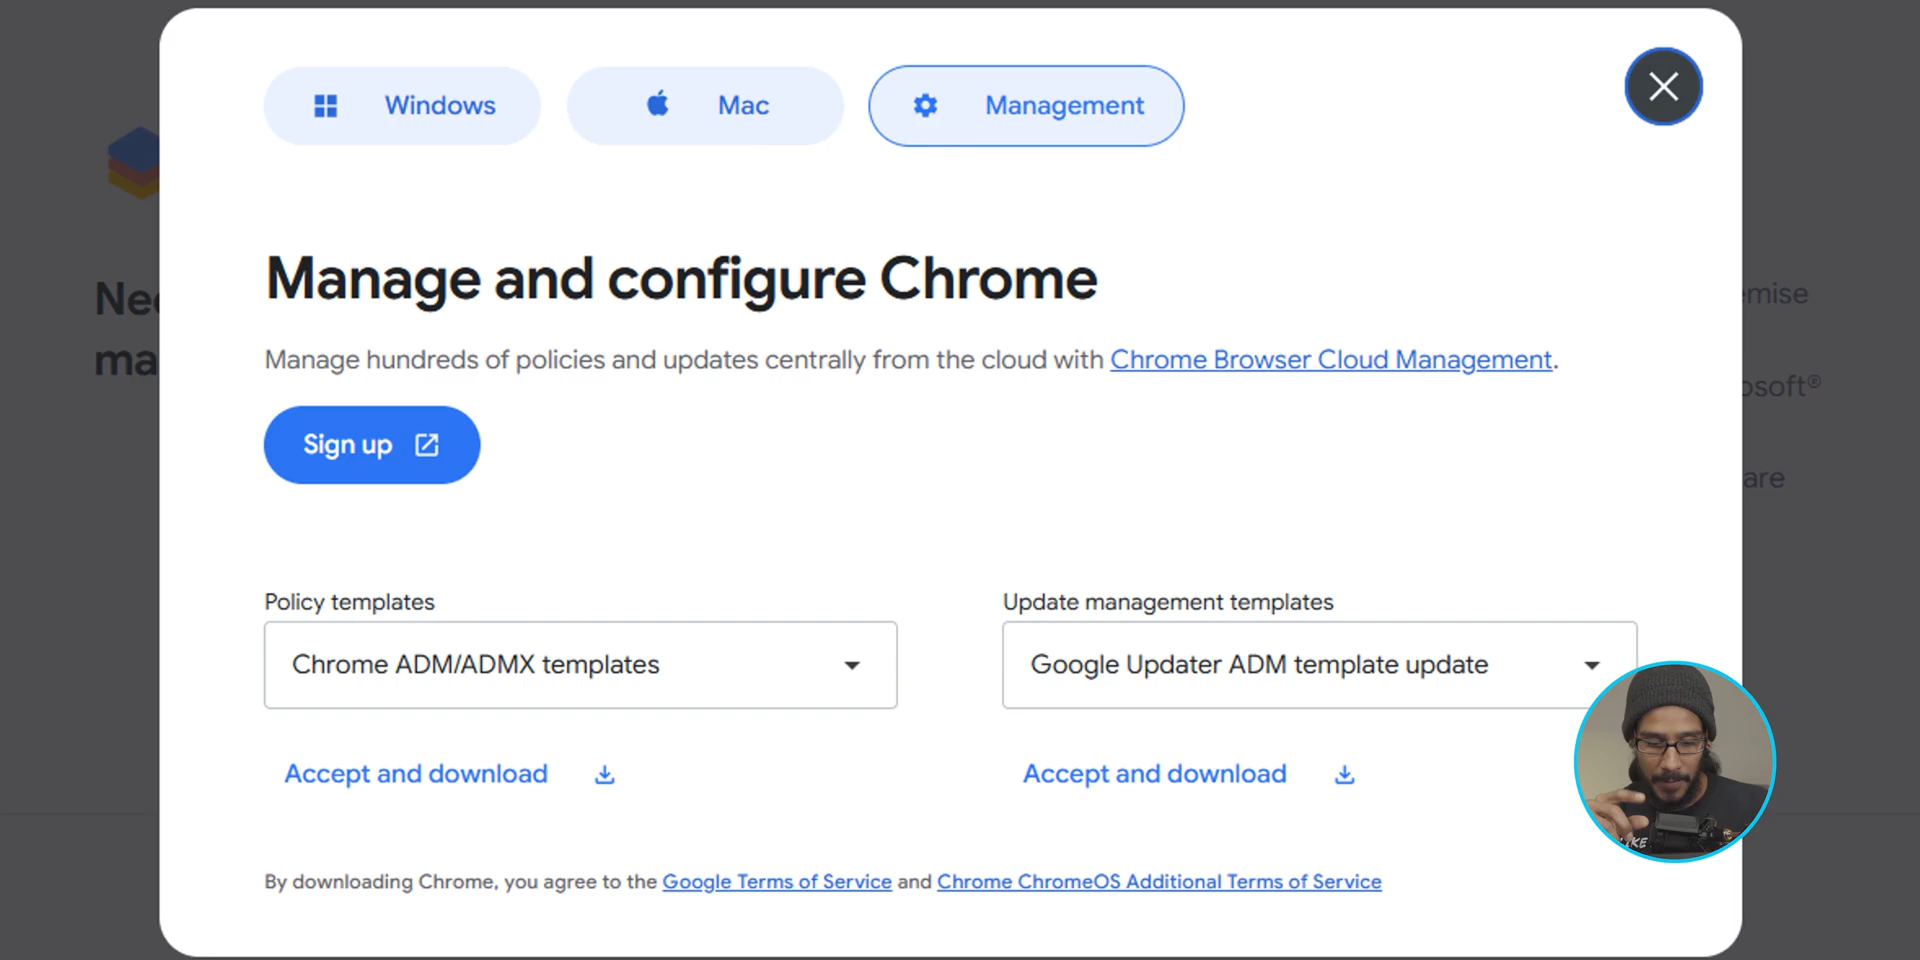 Windows
Mac
Management
Manage and configure Chrome
Manage hundreds of policies and updates centrally from the cloud with Chrome Browser Cloud Management.
Sign up
Policy templates
Chrome ADM/ADMX templates
Accept and download
Update management templates
Google Updater ADM template update
Accept and download
By downloading Chrome, you agree to the Google Terms of Service and Chrome ChromeOS Additional Terms of Service